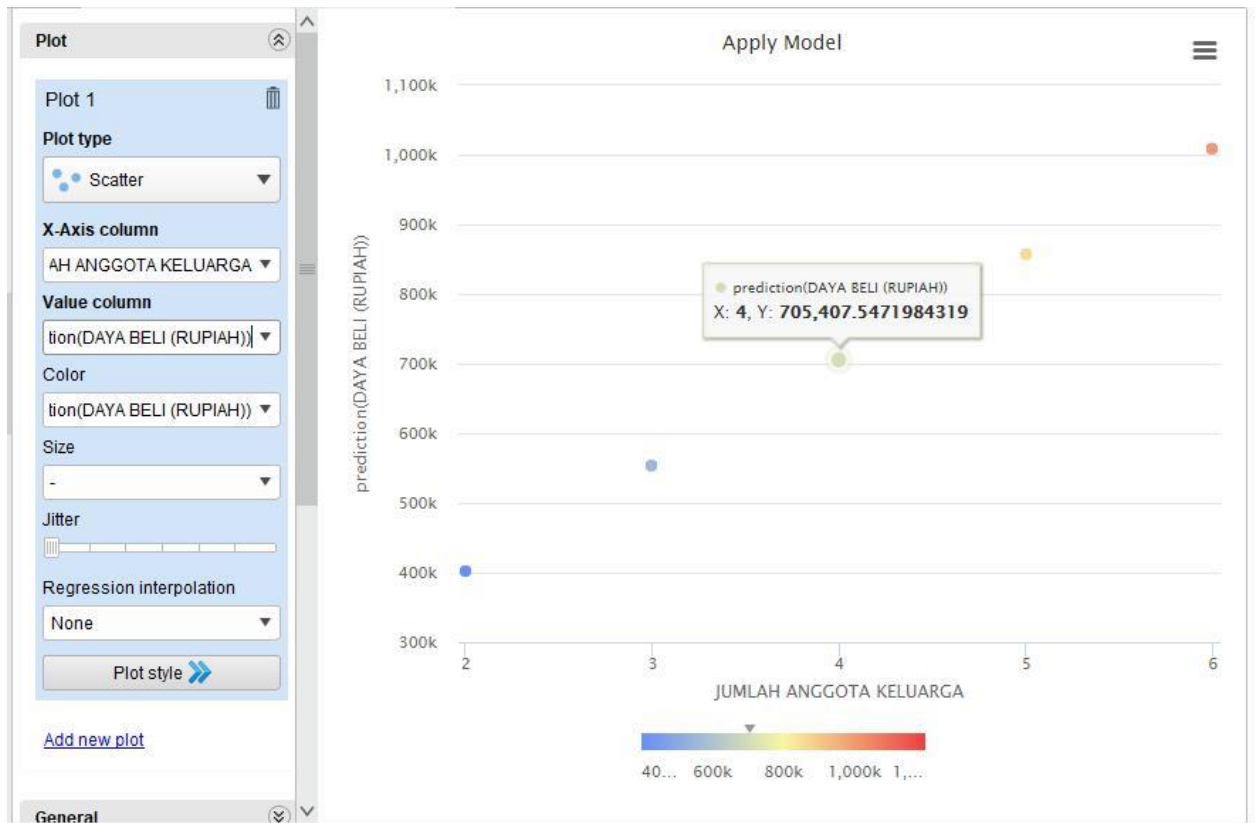 Plot
Plot 1
Plot type
Scatter
X-Axis column
AH ANGGOTA KELUARGA
Value column
tion(DAYA BELI (RUPIAH))
Color
tion(DAYA BELI (RUPIAH))
Size
-
Jitter
Regression interpolation
None
Plot style
Add new plot
General
Apply Model
1,100k
1,000k
900k
800k
700k
600k
500k
400k
300k
prediction(DAYA BELI (RUPIAH))
prediction(DAYA BELI (RUPIAH))
X: 4, Y: 705,407.5471984319
2 3 4 5 6
JUMLAH ANGGOTA KELUARGA
40... 600k 800k 1,000k 1,...